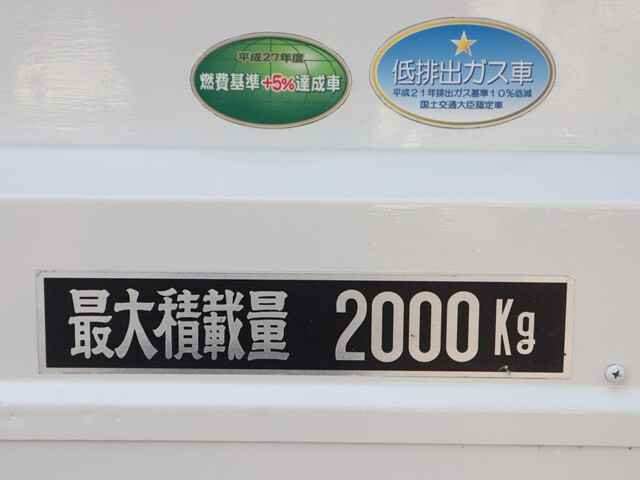 平成27年度
燃費基準+5%達成車
低排出ガス車
平成21年排出ガス基準10%低減
国土交通大臣認定車
最大積載量 2000Kg